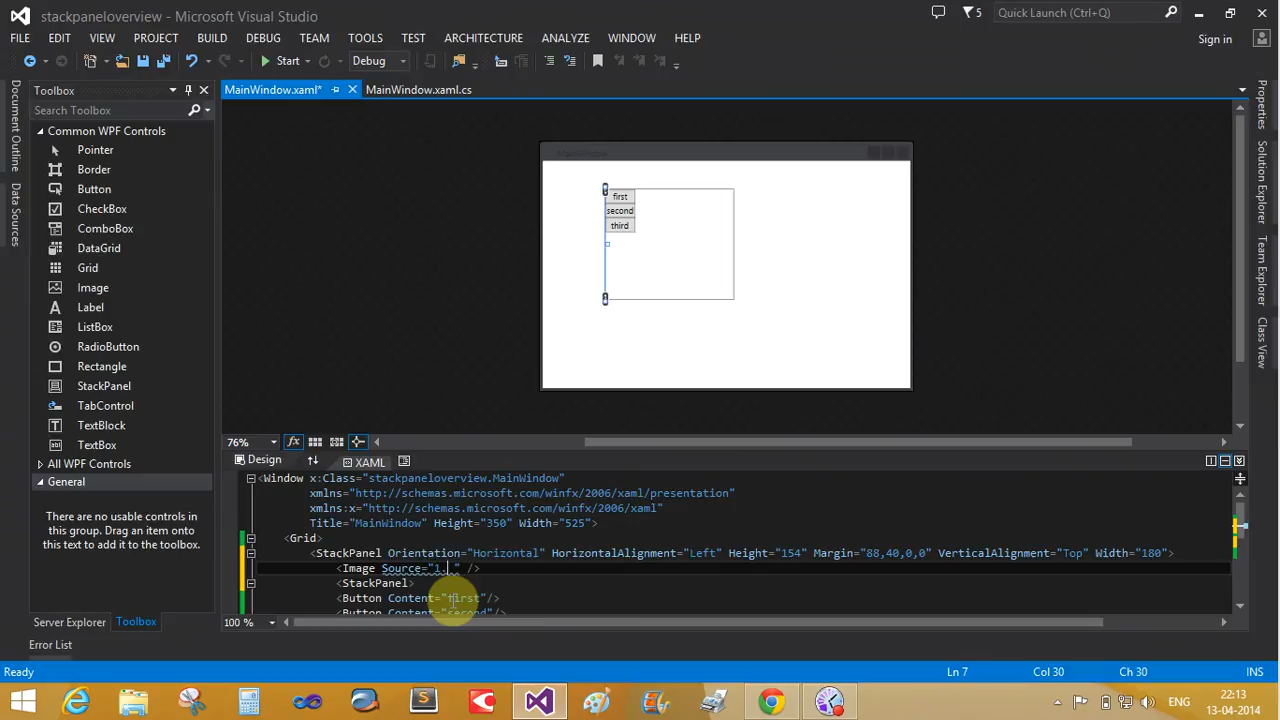 stackpaneloverview - Microsoft Visual Studio
5
Quick Launch (Ctrl+Q)
FILE EDIT VIEW PROJECT BUILD DEBUG TEAM TOOLS TEST ARCHITECTURE ANALYZE WINDOW HELP
Sign in
Start Debug
Document Outline
Data Sources
Toolbox
Search Toolbox
Common WPF Controls
Pointer
Border
Button
CheckBox
ComboBox
DataGrid
Grid
Image
A Label
ListBox
RadioButton
Rectangle
StackPanel
TabControl
TextBlock
TextBox
All WPF Controls
General
There are no usable controls in
this group. Drag an item onto
this text to add it to the toolbox.
Server Explorer Toolbox
MainWindow.xaml*
MainWindow.xaml.cs
MainWindow
first
second
third
76%
Design
XAML
<Window x:Class="stackpaneloverview.MainWindow"
xmlns="http://schemas.microsoft.com/winfx/2006/xaml/presentation"
xmlns:x="http://schemas.microsoft.com/winfx/2006/xaml"
Title="MainWindow" Height="350" Width="525">
<Grid>
<StackPanel Orientation="Horizontal" HorizontalAlignment="Left" Height="154" Margin="88,40,0,0" VerticalAlignment="Top" Width="180">
<Image Source="1. " />
<StackPanel>
<Button Content="first"/>
<Button Content="second"/>
100 %
Properties
Solution Explorer
Team Explorer
Class View
Error List
Ready
Ln 7
Col 30
Ch 30
INS
ENG
22:13
13-04-2014